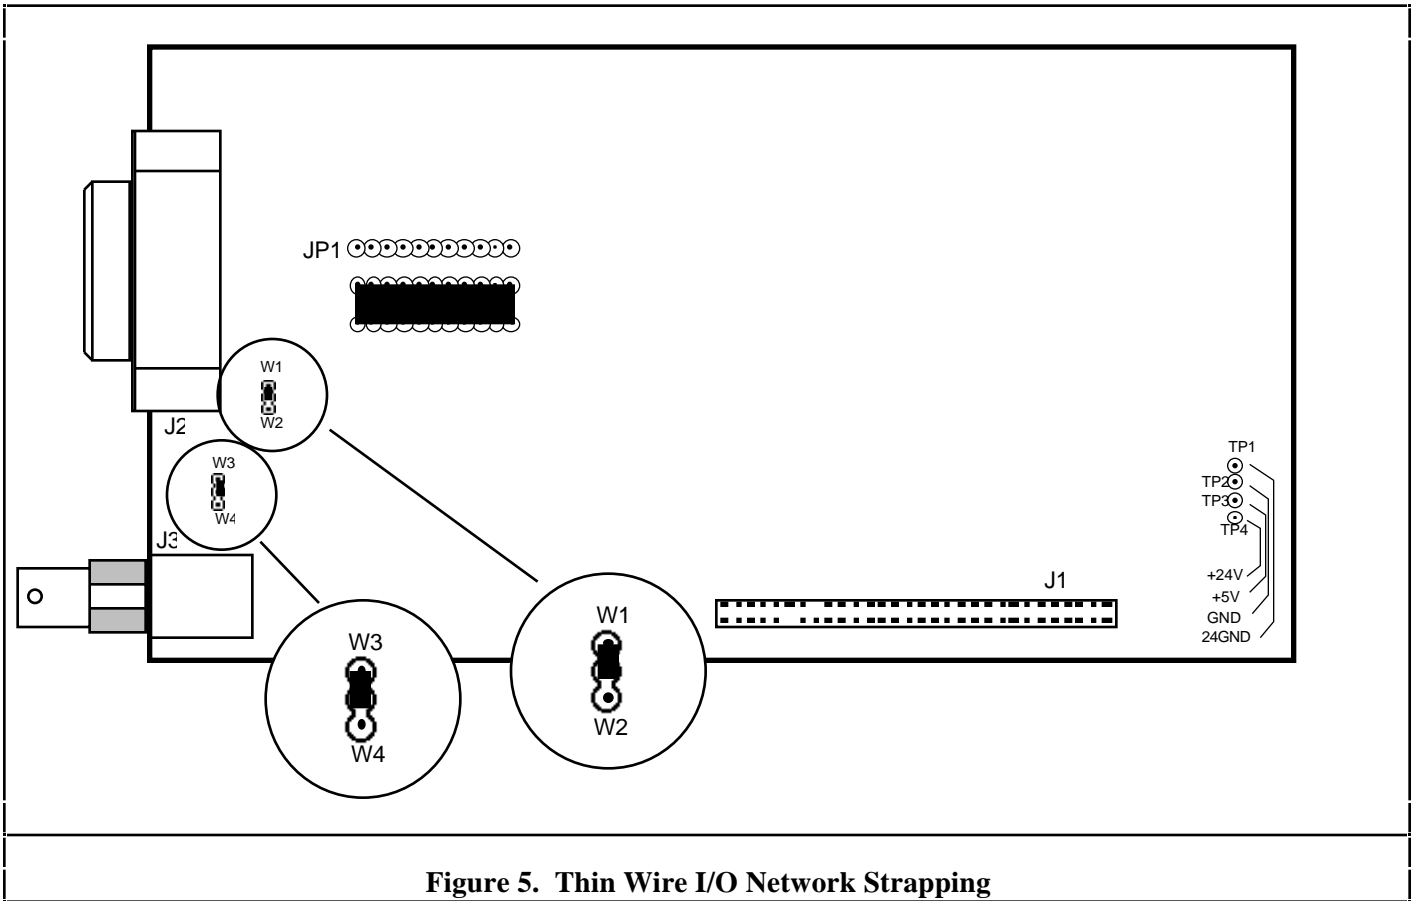 JP1
W1
W2
J2
W3
W4
J3
TP1
TP2
TP3
TP4
+24V
+5V
GND
24GND
J1
W1
W2
W3
W4
Figure 5. Thin Wire I/O Network Strapping